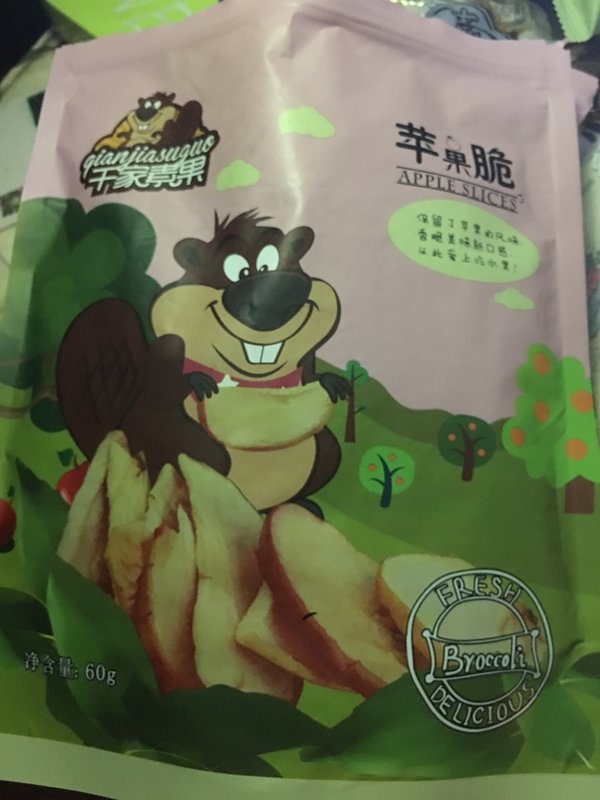 qianjiasuguo
千家素果
苹果脆
APPLE SLICES
保留了苹果的风味
香脆美味新口感,
从此爱上吃水果!
FRESH
Broccoli
DELICIOUS
净含量: 60g